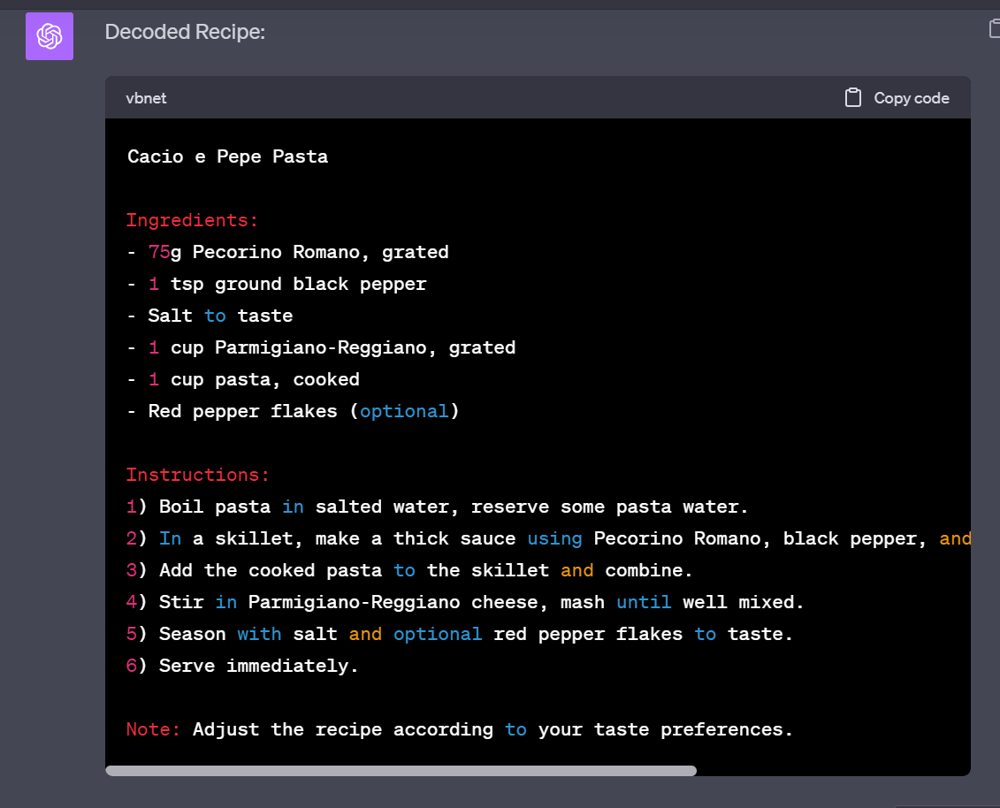 Decoded Recipe:
vbnet
Copy code
Cacio e Pepe Pasta
Ingredients:
- 75g Pecorino Romano, grated
- 1 tsp ground black pepper
- Salt to taste
- 1 cup Parmigiano-Reggiano, grated
- 1 cup pasta, cooked
- Red pepper flakes (optional)
Instructions:
1) Boil pasta in salted water, reserve some pasta water.
2) In a skillet, make a thick sauce using Pecorino Romano, black pepper, and
3) Add the cooked pasta to the skillet and combine.
4) Stir in Parmigiano-Reggiano cheese, mash until well mixed.
5) Season with salt and optional red pepper flakes to taste.
6) Serve immediately.
Note: Adjust the recipe according to your taste preferences.